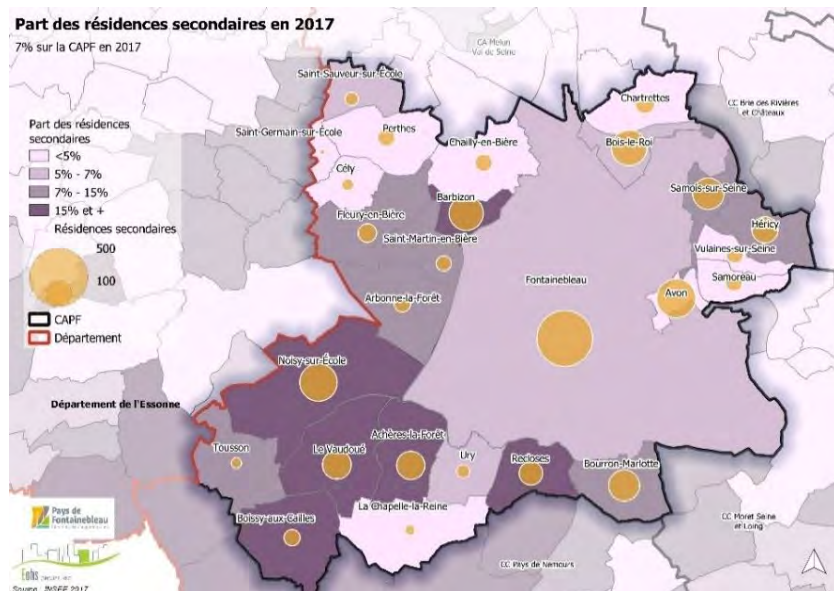 Part des résidences secondaires en 2017
7% sur la CAPF en 2017
CA Melun
Val de Seine
Saint-Sauveur-sur-École
Chartrettes
CC Brie des Rivières
et Châteaux
Saint-Germain-sur-École
Perthes
Chailly-en-Bière
Bois-le-Roi
Part des résidences
secondaires
<5%
5% - 7%
7% - 15%
15% et +
Cély
Barbizon
Samois-sur-Seine
Fleury-en-Bière
Héricy
Saint-Martin-en-Bière
Vulaines-sur-Seine
Résidences secondaires
500
100
Samoreau
Fontainebleau
Avon
Arbonne-la-Forêt
CAPF
Département
Noisy-sur-École
Département de l'Essonne
Tousson
Le Vaudoué
Achères-la-Forêt
Ury
Recloses
Bourron-Marlotte
La Chapelle-la-Reine
Boissy-aux-Cailles
Pays de
Fontainebleau
CC Moret Seine
et Loing
CC Pays de Nemours
Source : INSEE 2017